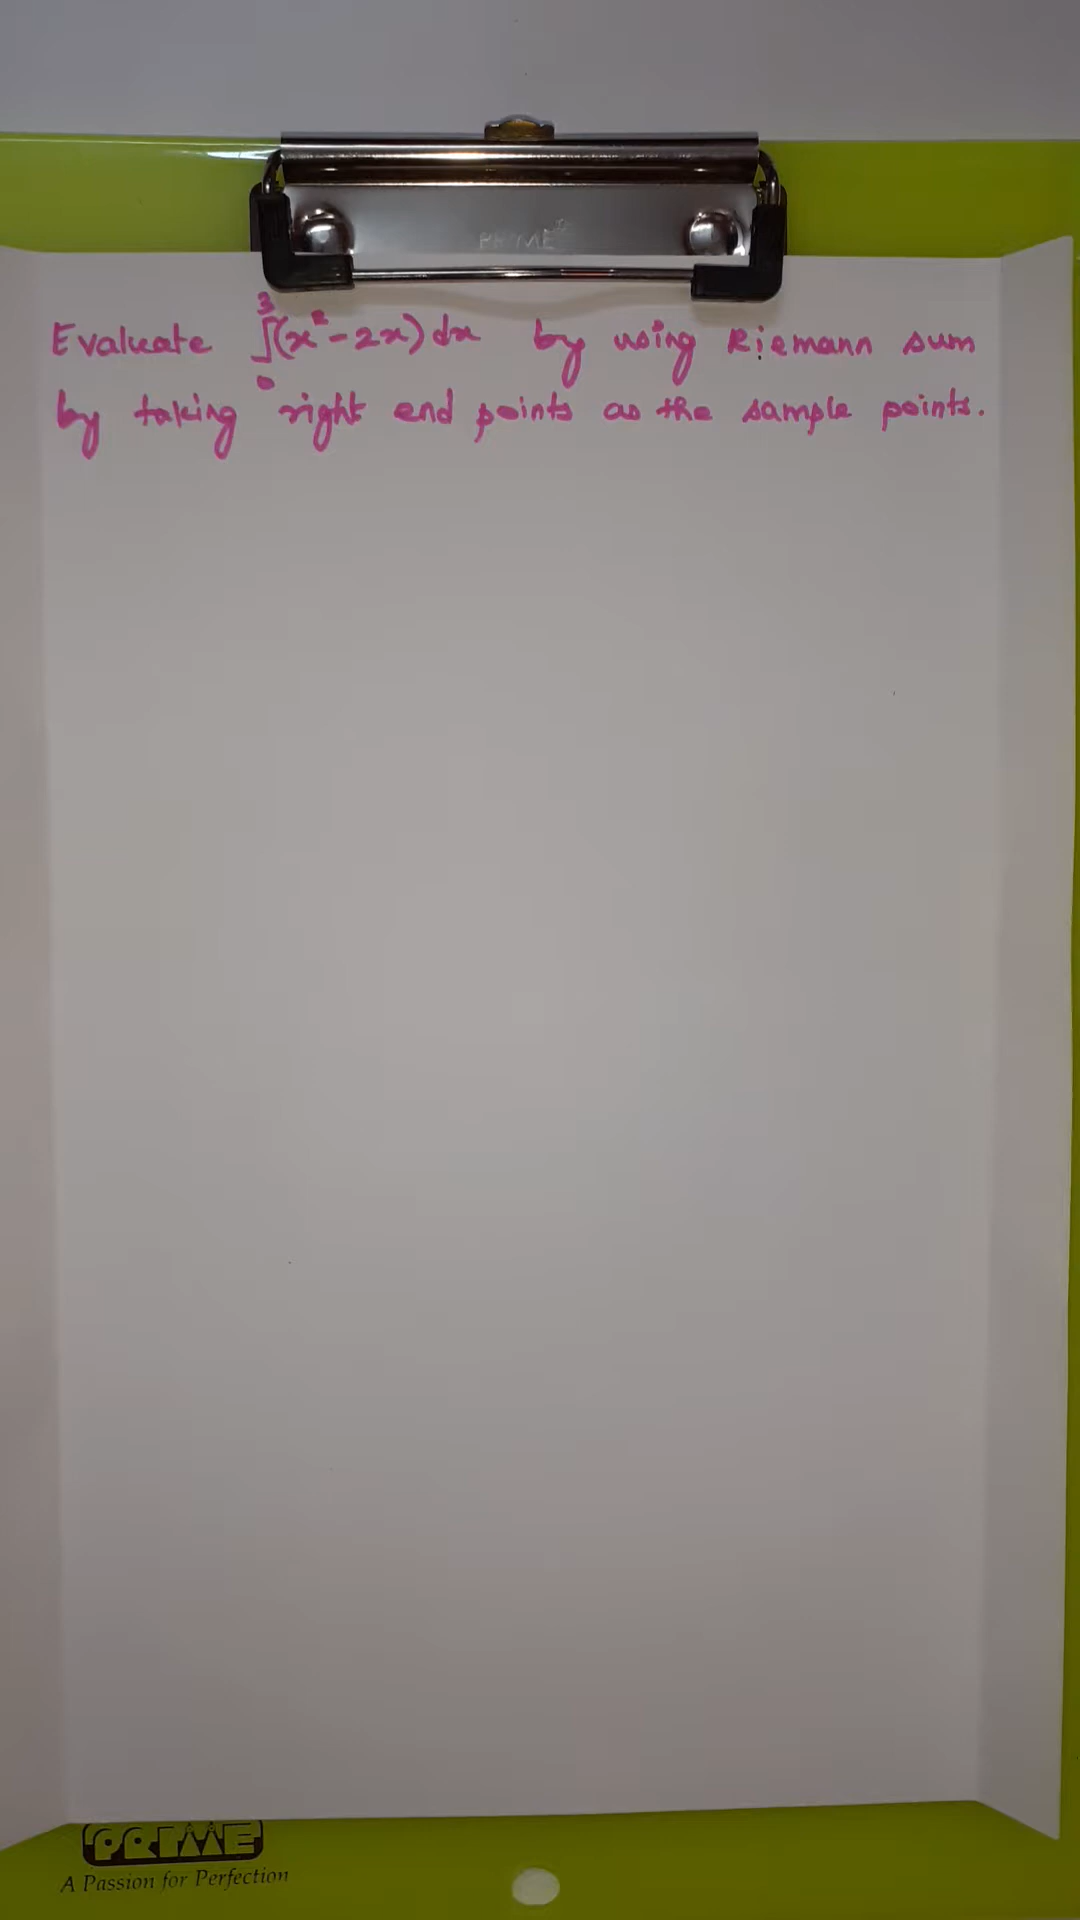 PRIME
Evaluate ∫₀³(x²-2x)dx by using Riemann sum
by taking right end points as the sample points.
PRIME
A Passion for Perfection